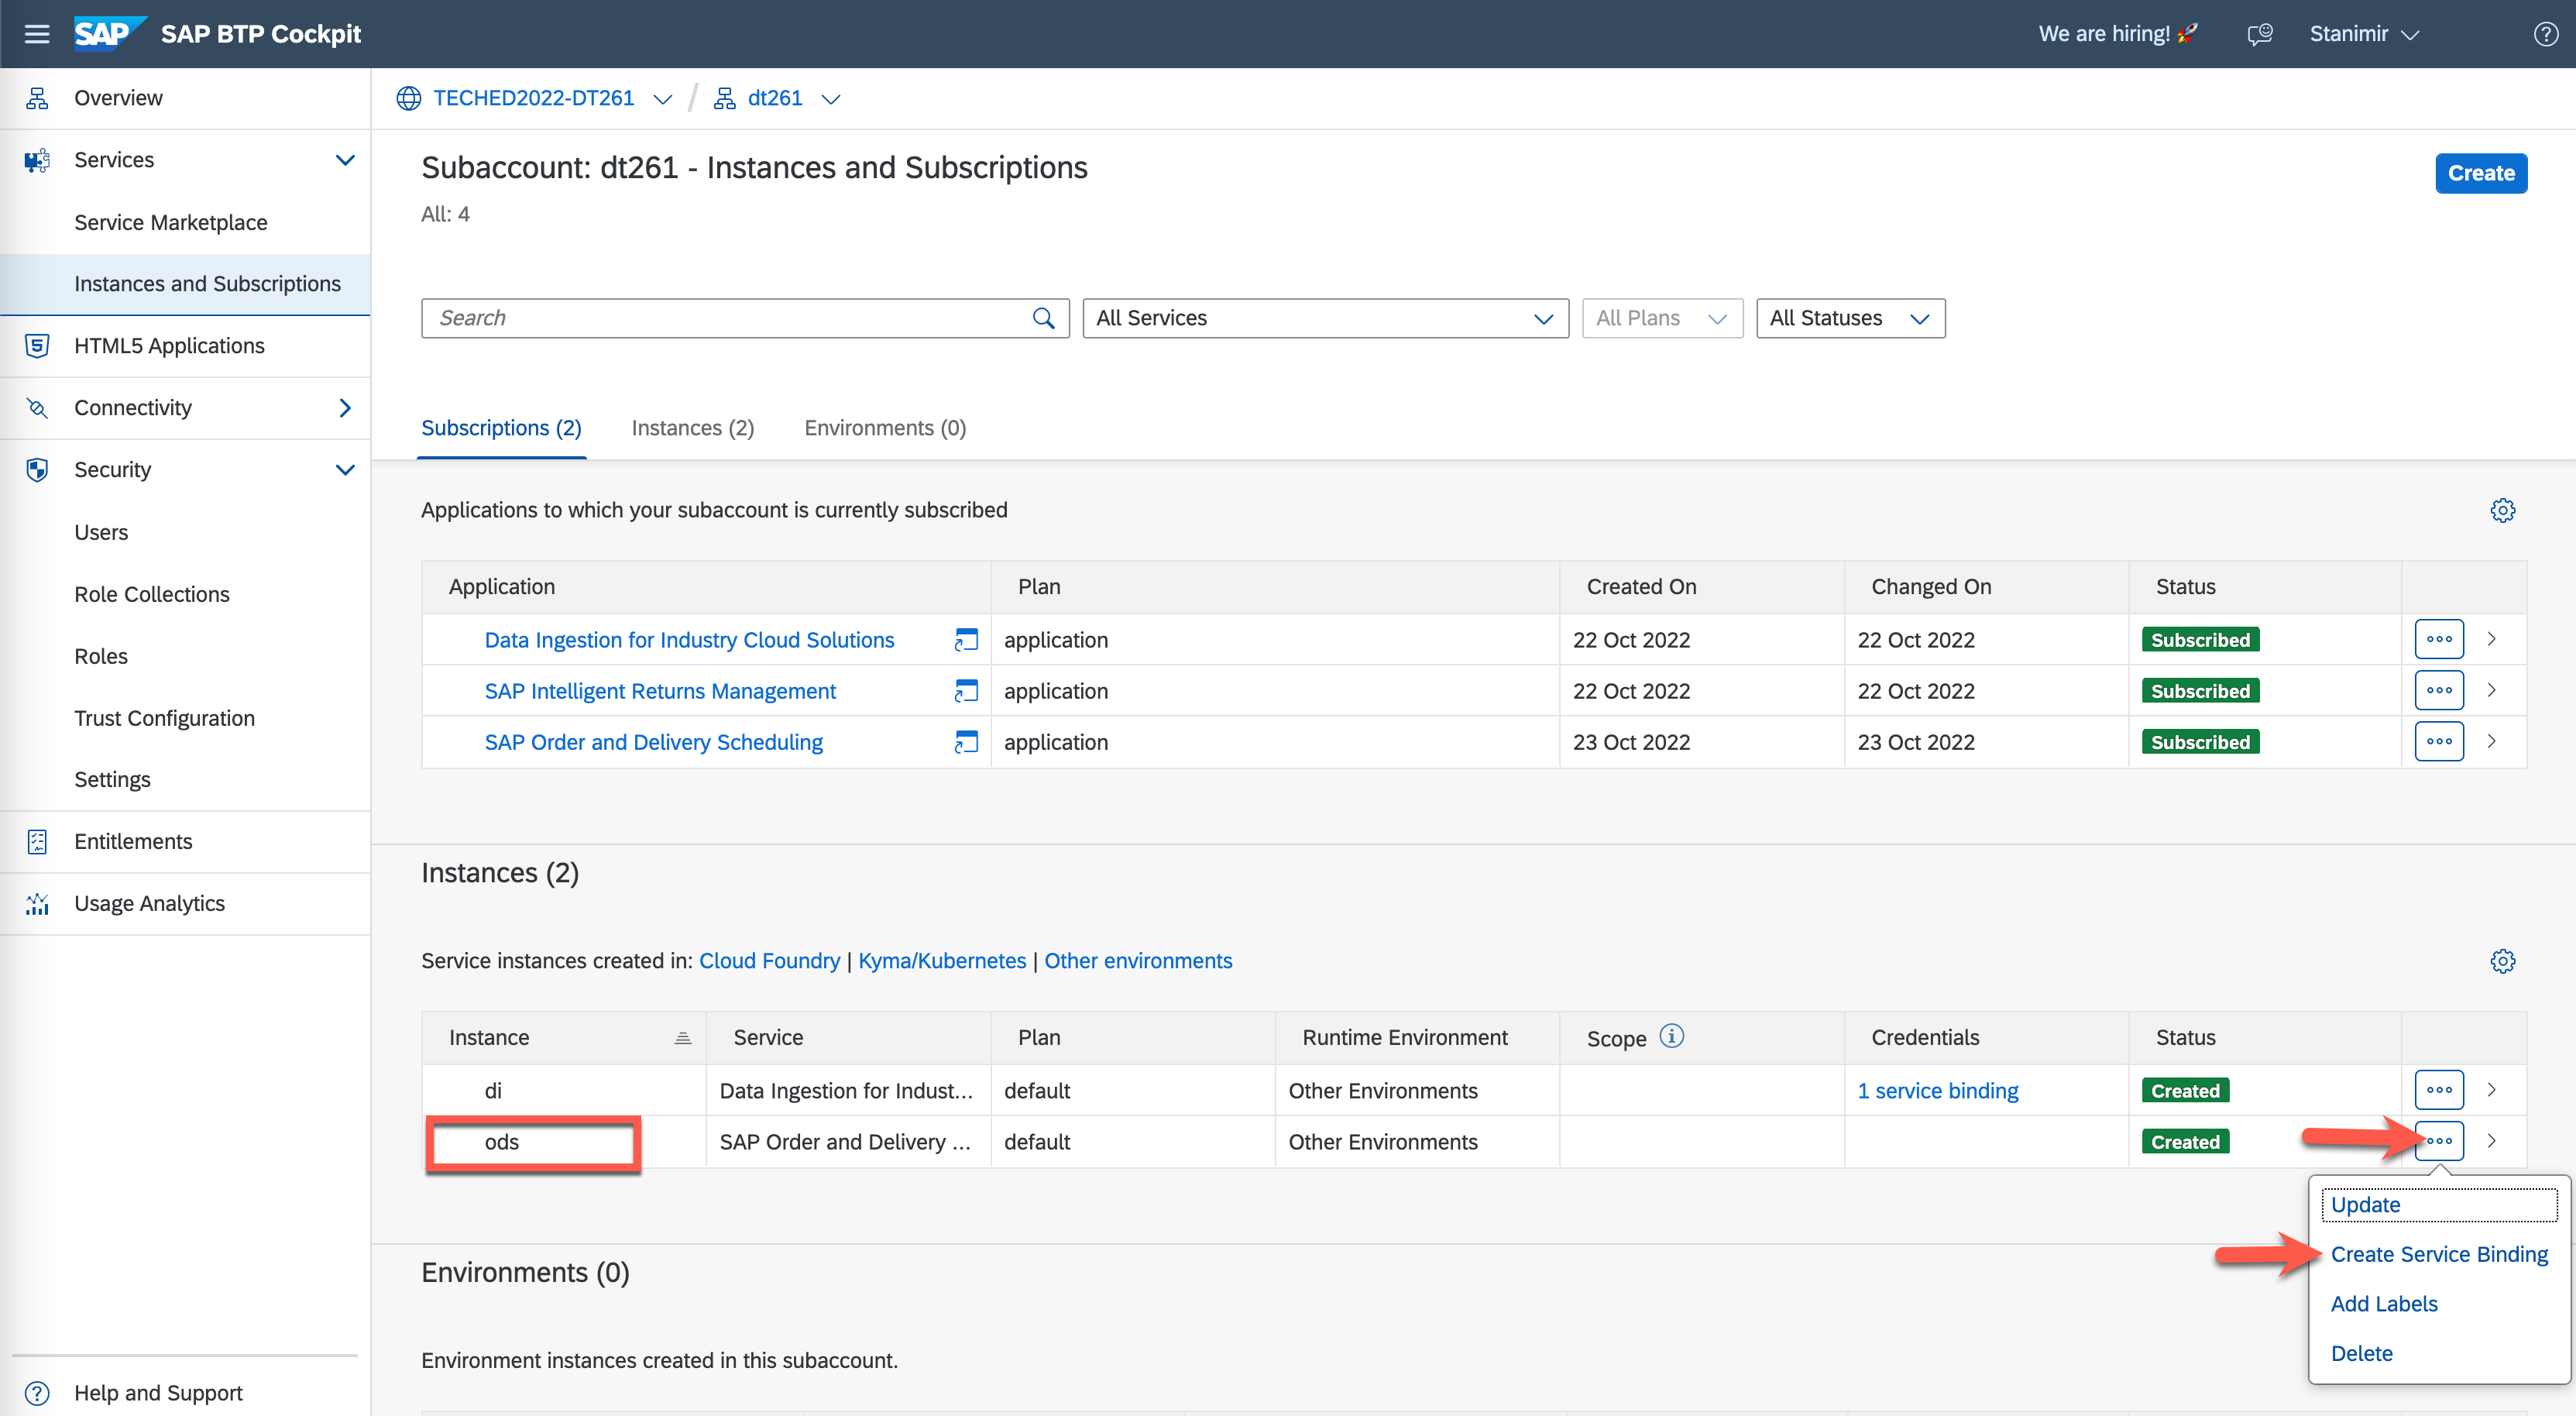 SAP SAP BTP Cockpit
We are hiring! 🚀
Stanimir
Overview
Services
Service Marketplace
Instances and Subscriptions
HTML5 Applications
Connectivity
Security
Users
Role Collections
Roles
Trust Configuration
Settings
Entitlements
Usage Analytics
Help and Support
TECHED2022-DT261 / dt261
Subaccount: dt261 - Instances and Subscriptions
Create
All: 4
Search
All Services
All Plans
All Statuses
Subscriptions (2) Instances (2) Environments (0)
Applications to which your subaccount is currently subscribed
Application Plan Created On Changed On Status
Data Ingestion for Industry Cloud Solutions application 22 Oct 2022 22 Oct 2022 Subscribed
SAP Intelligent Returns Management application 22 Oct 2022 22 Oct 2022 Subscribed
SAP Order and Delivery Scheduling application 23 Oct 2022 23 Oct 2022 Subscribed
Instances (2)
Service instances created in: Cloud Foundry | Kyma/Kubernetes | Other environments
Instance Service Plan Runtime Environment Scope Credentials Status
di Data Ingestion for Indust... default Other Environments 1 service binding Created
ods SAP Order and Delivery ... default Other Environments Created
Update
Create Service Binding
Add Labels
Delete
Environments (0)
Environment instances created in this subaccount.